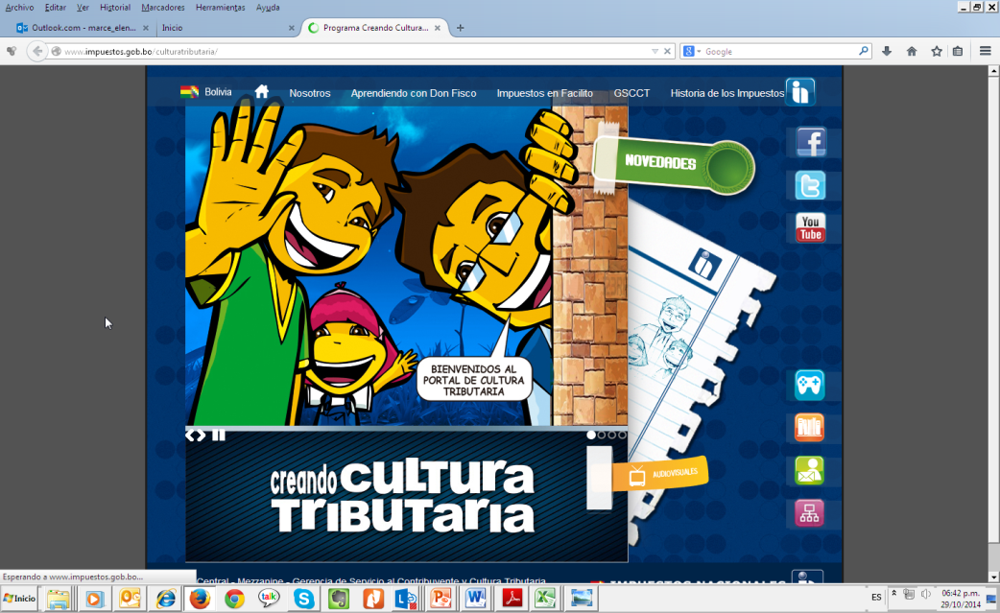 Archivo Editar Ver Historial Marcadores Herramientas Ayuda
Outlook.com - marce_elen... Inicio Programa Creando Cultura...
www.impuestos.gob.bo/culturatributaria/ Google
Bolivia Nosotros Aprendiendo con Don Fisco Impuestos en Facilito GSCCT Historia de los Impuestos
NOVEDADES
You
Tube
BIENVENIDOS AL
PORTAL DE CULTURA
TRIBUTARIA
AUDIOVISUALES
creando cultura
Tributaria
Esperando a www.impuestos.gob.bo...
Central - Mezzanine - Gerencia de Servicio al Contribuyente y Cultura Tributaria
IMPUESTOS NACIONALES
Inicio talk ES 06:42 p.m.
29/10/2014